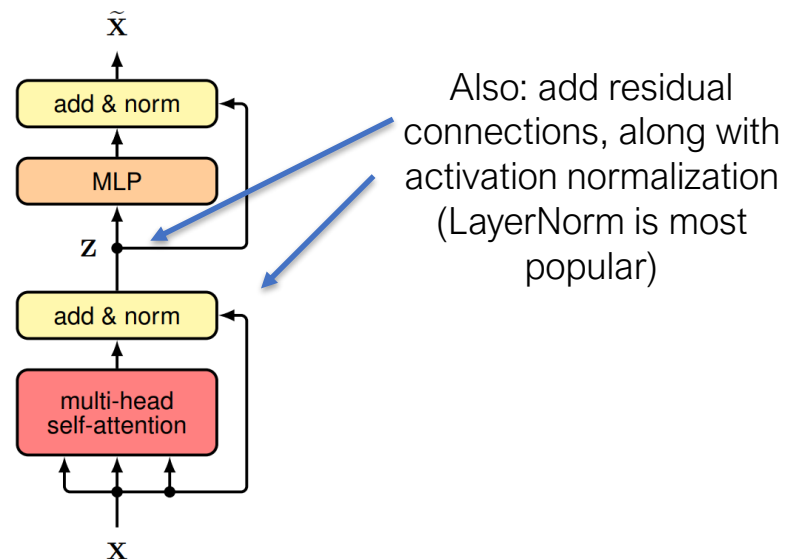 x̃
add & norm
MLP
z
add & norm
multi-head
self-attention
x
Also: add residual
connections, along with
activation normalization
(LayerNorm is most
popular)